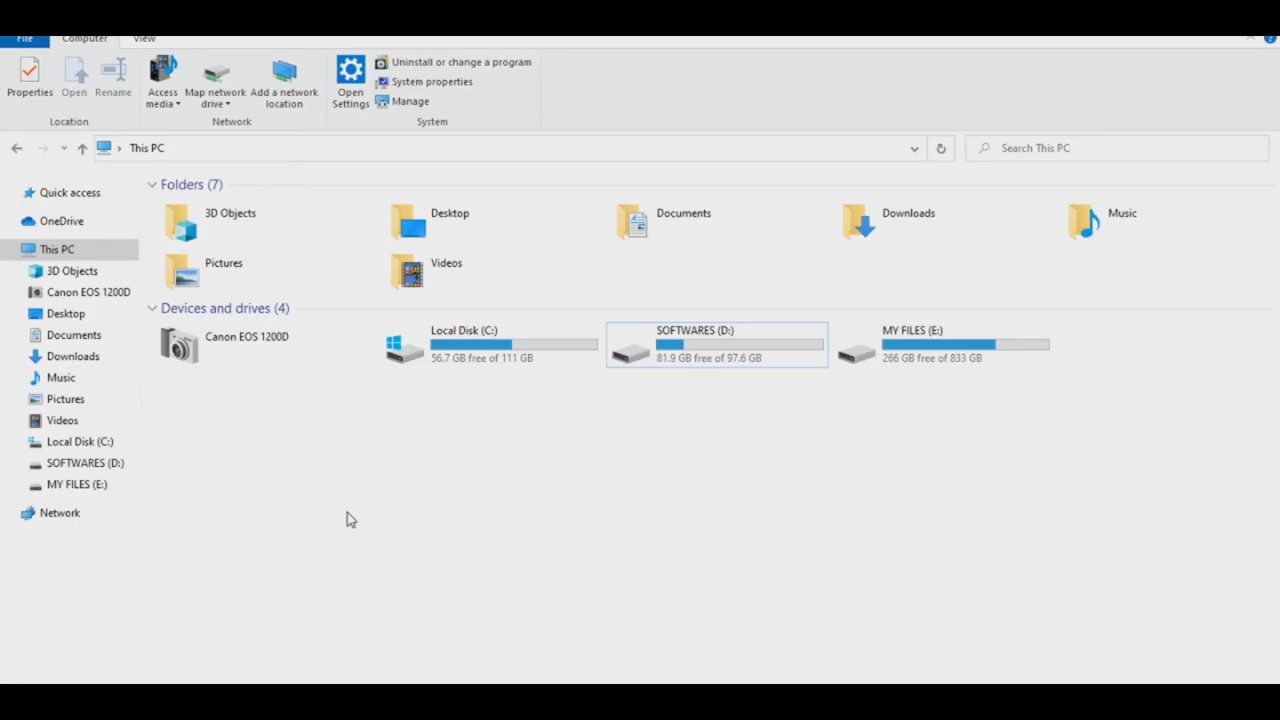 File Computer View
Properties Open Rename Access media Map network drive Add a network location Open Settings Uninstall or change a program
System properties
Manage
Location Network System
This PC Search This PC
Quick access
OneDrive
This PC
3D Objects
Canon EOS 1200D
Desktop
Documents
Downloads
Music
Pictures
Videos
Local Disk (C:)
SOFTWARES (D:)
MY FILES (E:)
Network
Folders (7)
3D Objects Desktop Documents Downloads Music
Pictures Videos
Devices and drives (4)
Canon EOS 1200D
Local Disk (C:)
56.7 GB free of 111 GB
SOFTWARES (D:)
81.9 GB free of 97.6 GB
MY FILES (E:)
266 GB free of 833 GB